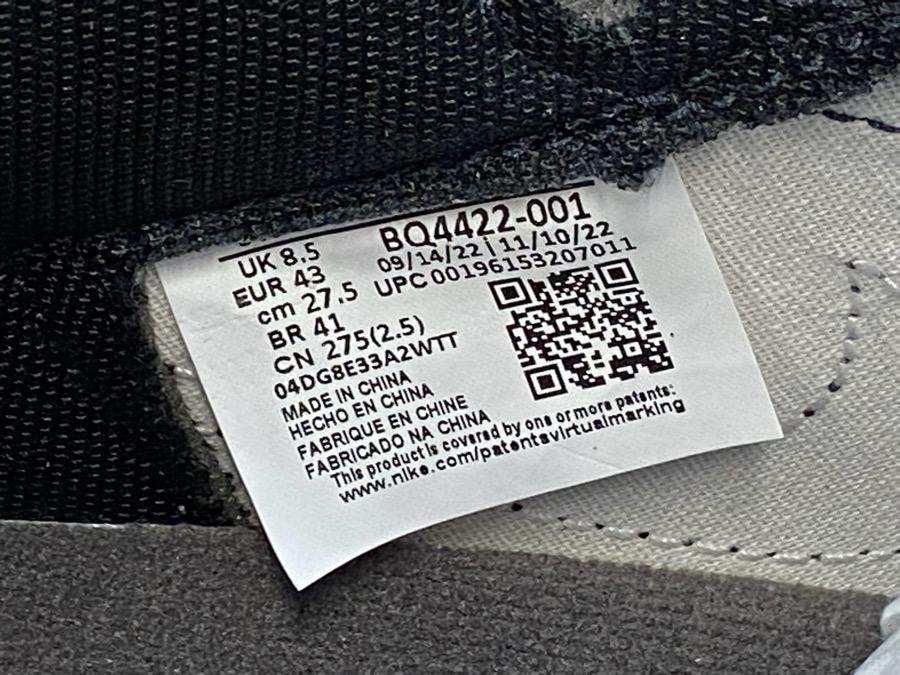 UK 8.5
EUR 43
cm 27.5
BR 41
CN 275(2.5)
04DG8E33A2WTT
BQ4422-001
09/14/22 | 11/10/22
UPC 00196153207011
MADE IN CHINA
HECHO EN CHINA
FABRIQUE EN CHINE
FABRICADO NA CHINA
This product is covered by one or more patents:
www.nike.com/patentsvirtualmarking